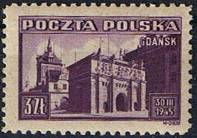 POCZTA POLSKA
GDAŃSK
3 ZŁ
30 III
1945